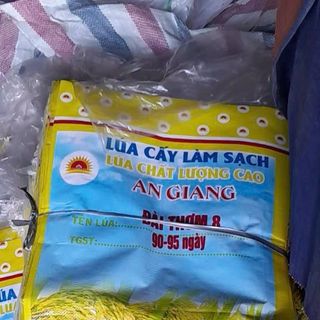 LÚA CẤY LÀM SẠCH
LÚA CHẤT LƯỢNG CAO
AN GIANG
TÊN LÚA: ĐÀI THƠM 8
TGST: 90-95 ngày